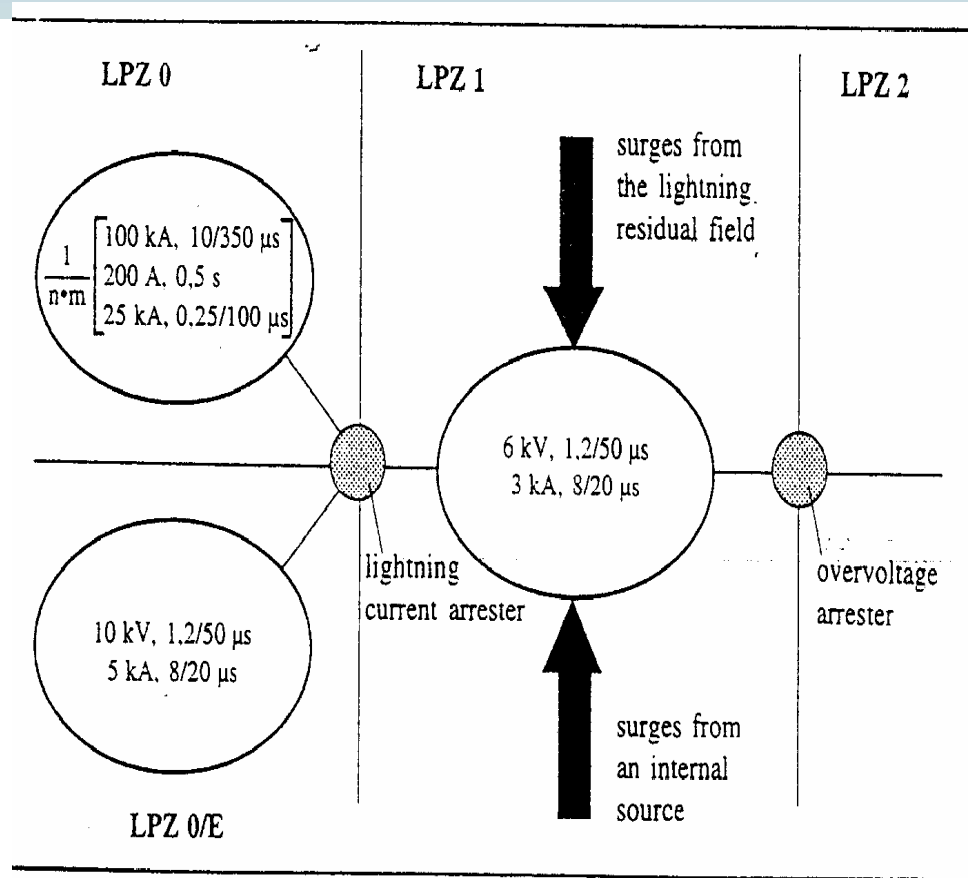 LPZ 0
LPZ 1
LPZ 2
surges from
the lightning
residual field
1
n•m
100 kA, 10/350 µs
200 A, 0,5 s
25 kA, 0,25/100 µs
6 kV, 1,2/50 µs
3 kA, 8/20 µs
lightning
current arrester
overvoltage
arrester
10 kV, 1,2/50 µs
5 kA, 8/20 µs
surges from
an internal
source
LPZ 0/E